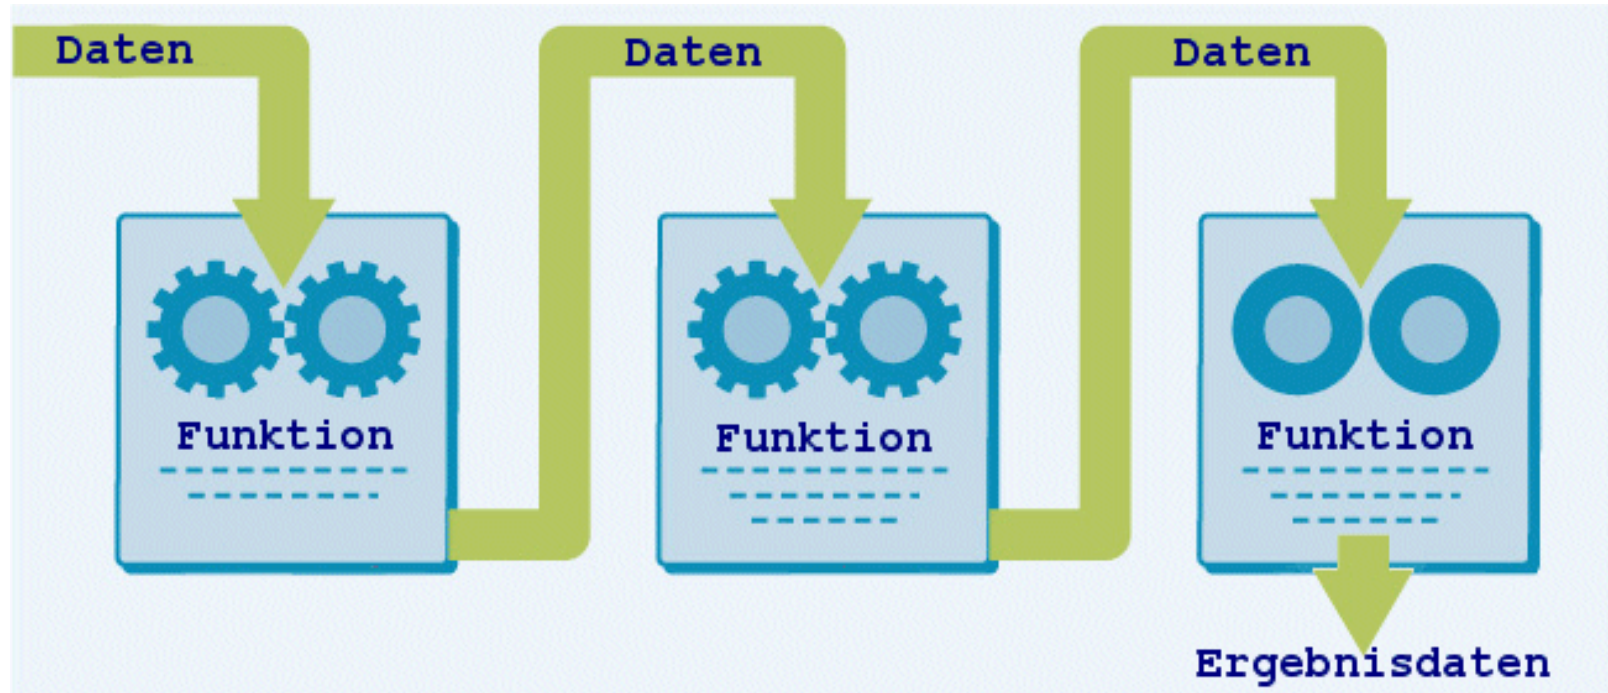 Daten
Daten
Daten
Funktion
Funktion
Funktion
Ergebnisdaten